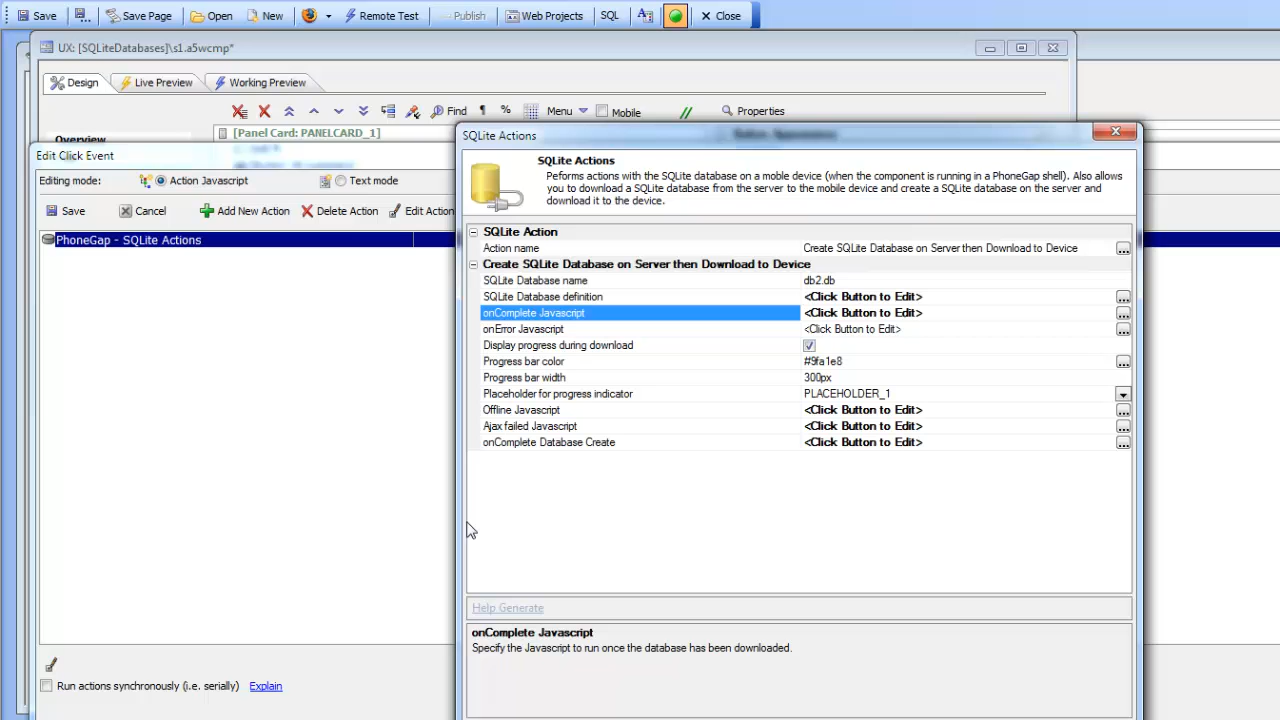 Save Save Page Open New Remote Test Publish Web Projects SQL Close
UX: [SQLiteDatabases]\s1.a5wcmp*
Design Live Preview Working Preview
Find ¶ % Menu Mobile // Properties
Overview
[Panel Card: PANELCARD_1]
Edit Click Event
Editing mode: Action Javascript Text mode
Save Cancel Add New Action Delete Action Edit Action
PhoneGap - SQLite Actions
Run actions synchronously (i.e. serially) Explain
SQLite Actions
SQLite Actions
Peforms actions with the SQLite database on a moble device (when the component is running in a PhoneGap shell). Also allows
you to download a SQLite database from the server to the mobile device and create a SQLite database on the server and
download it to the device.
SQLite Action
Action name Create SQLite Database on Server then Download to Device ...
Create SQLite Database on Server then Download to Device
SQLite Database name db2.db
SQLite Database definition <Click Button to Edit> ...
onComplete Javascript <Click Button to Edit> ...
onError Javascript <Click Button to Edit> ...
Display progress during download
Progress bar color #9fa1e8 ...
Progress bar width 300px
Placeholder for progress indicator PLACEHOLDER_1
Offline Javascript <Click Button to Edit> ...
Ajax failed Javascript <Click Button to Edit> ...
onComplete Database Create <Click Button to Edit> ...
Help Generate
onComplete Javascript
Specify the Javascript to run once the database has been downloaded.